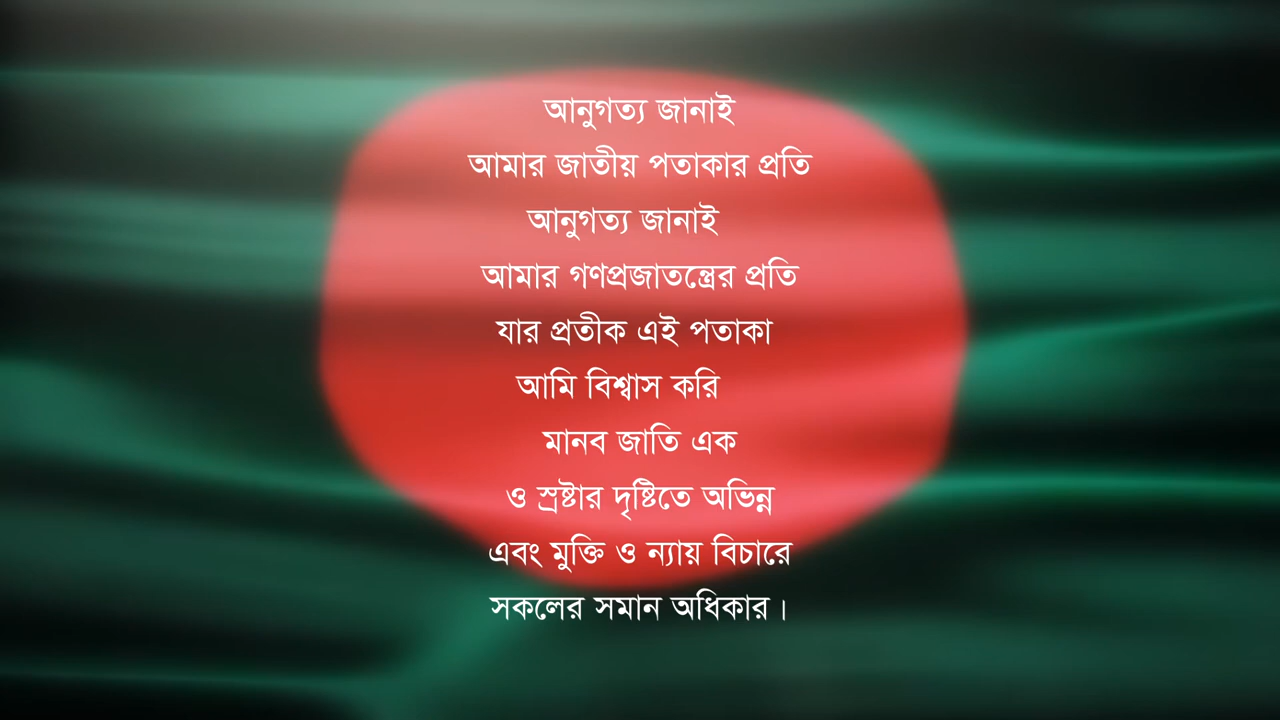 আনুগত্য জানাই
আমার জাতীয় পতাকার প্রতি
আনুগত্য জানাই
আমার গণপ্রজাতন্ত্রের প্রতি
যার প্রতীক এই পতাকা
আমি বিশ্বাস করি
মানব জাতি এক
ও স্রষ্টার দৃষ্টিতে অভিন্ন
এবং মুক্তি ও ন্যায় বিচারে
সকলের সমান অধিকার।